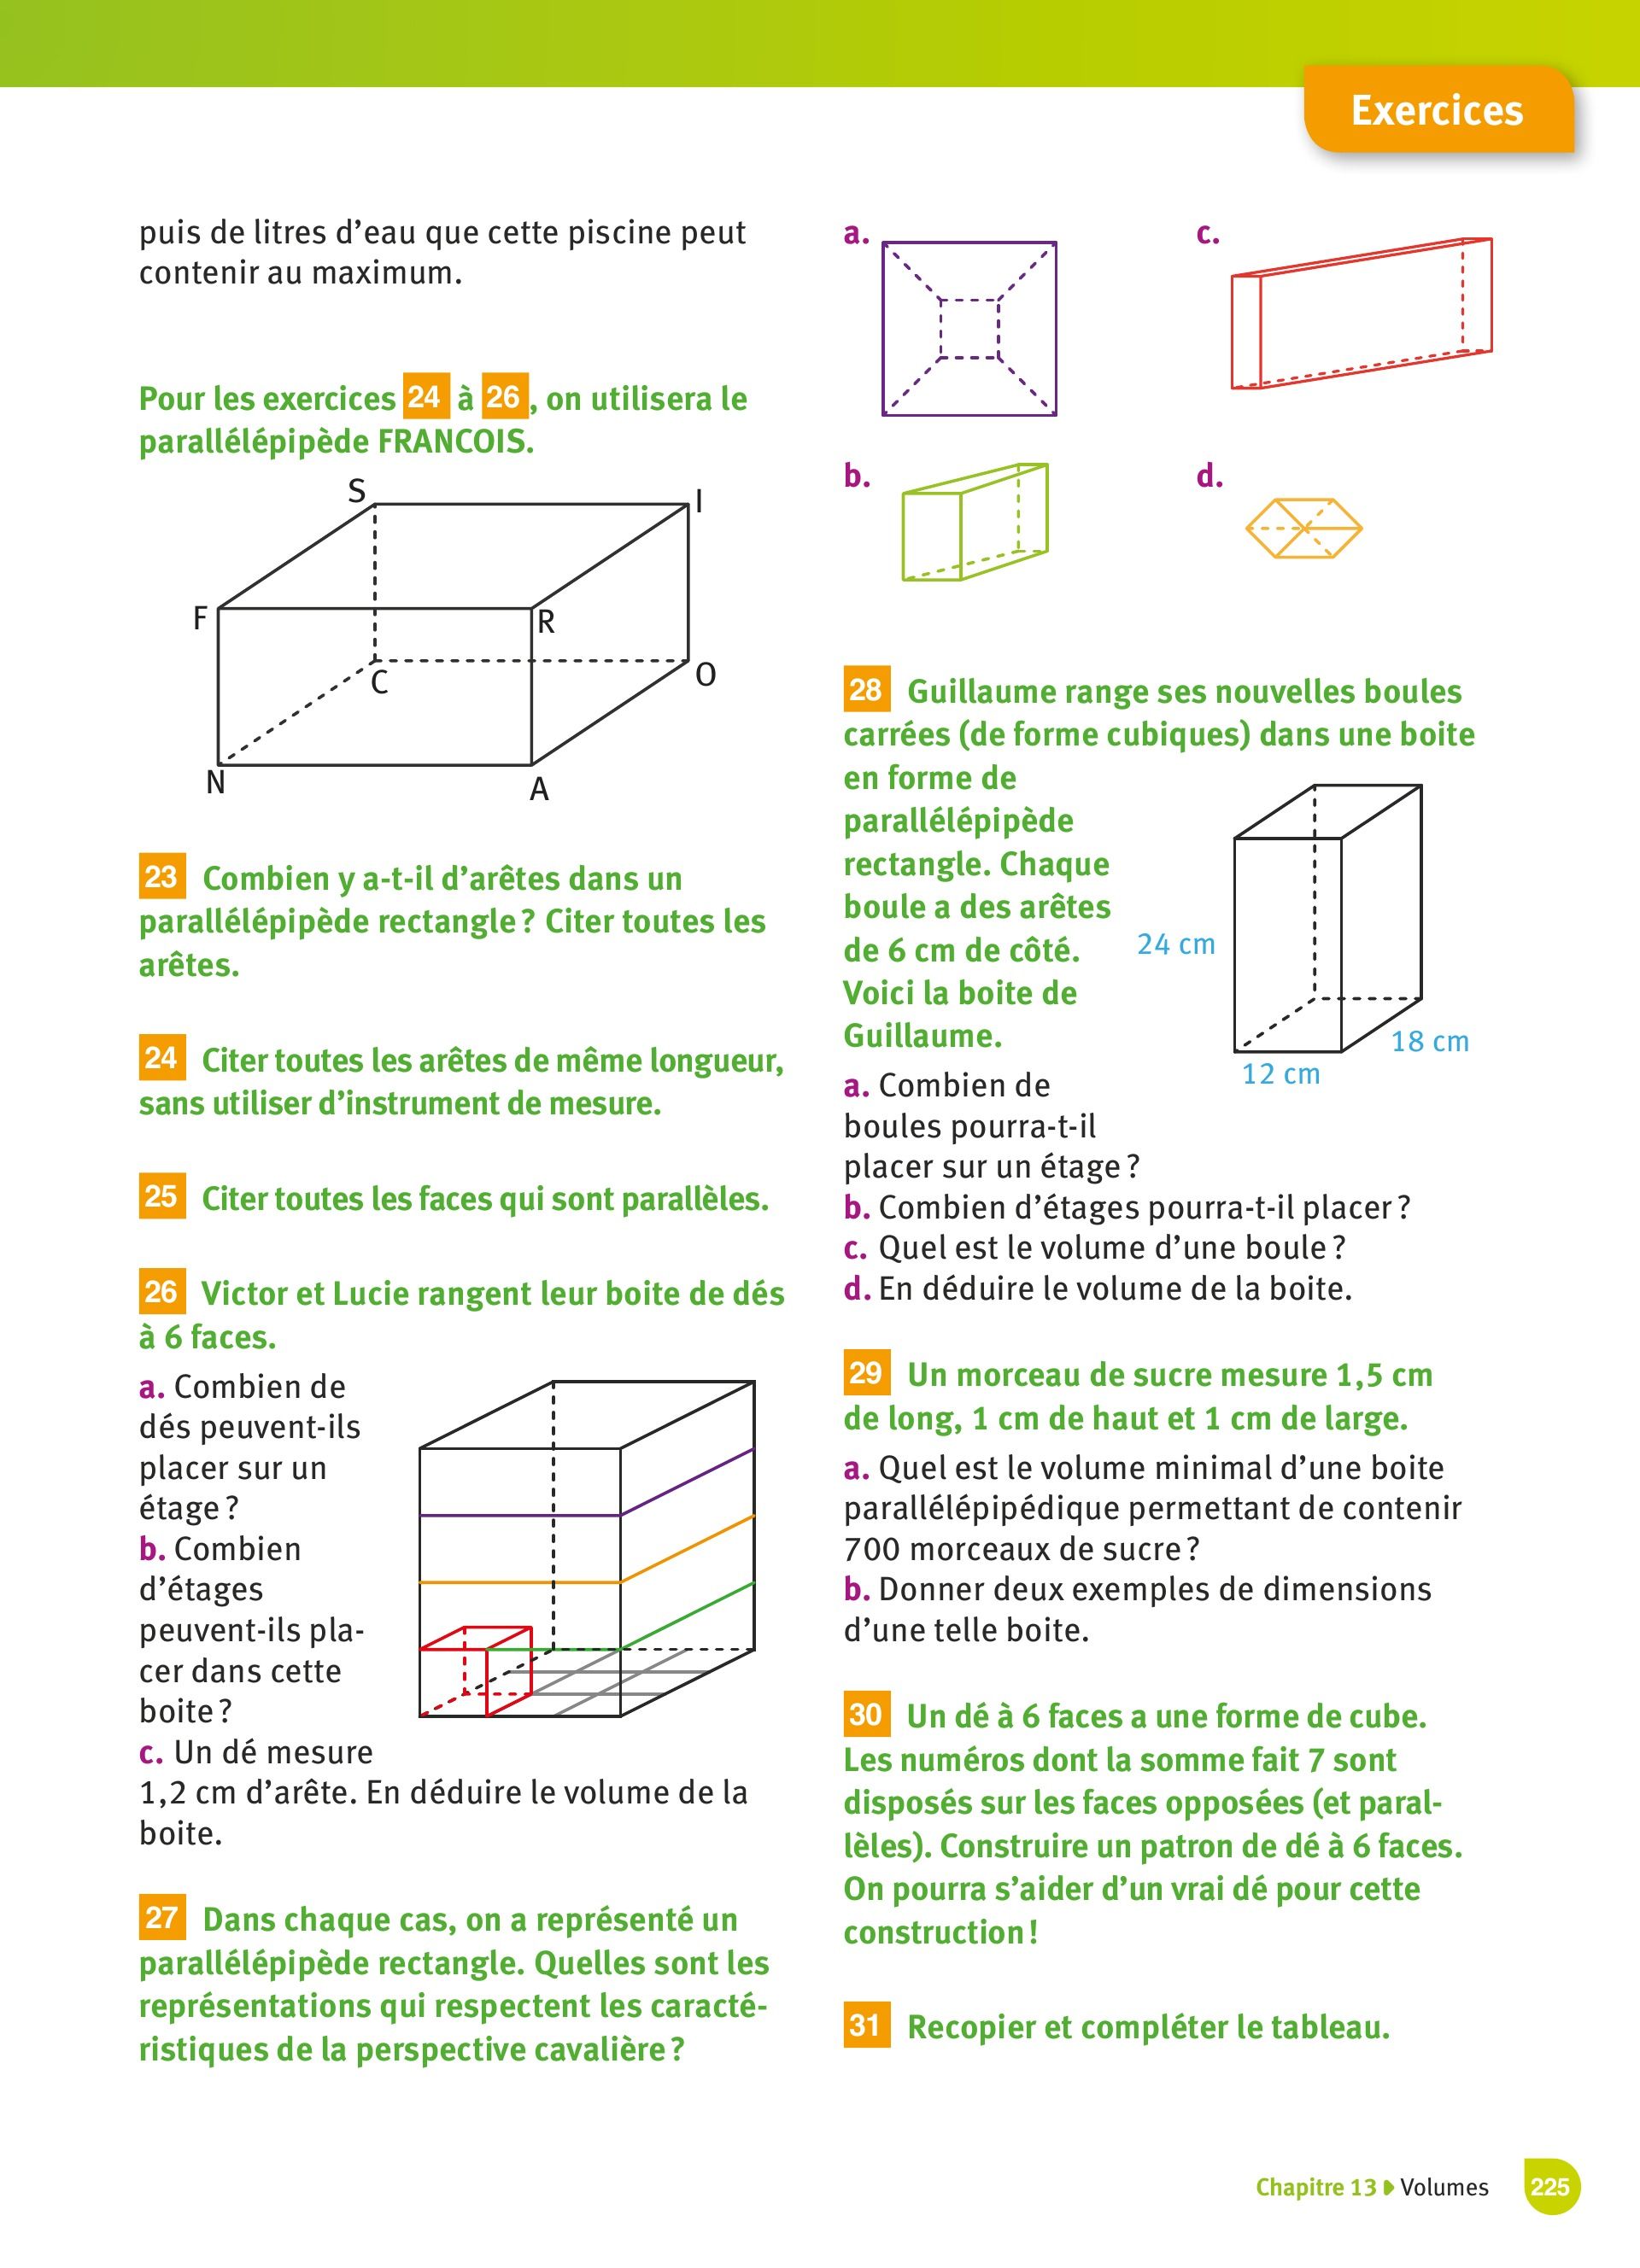 Exercices
puis de litres d’eau que cette piscine peut
contenir au maximum.
Pour les exercices 24 à 26, on utilisera le
parallélépipède FRANCOIS.
S
I
F
R
C
O
N
A
23 Combien y a-t-il d’arêtes dans un
parallélépipède rectangle ? Citer toutes les
arêtes.
24 Citer toutes les arêtes de même longueur,
sans utiliser d’instrument de mesure.
25 Citer toutes les faces qui sont parallèles.
26 Victor et Lucie rangent leur boite de dés
à 6 faces.
a. Combien de
dés peuvent-ils
placer sur un
étage ?
b. Combien
d’étages
peuvent-ils pla-
cer dans cette
boite ?
c. Un dé mesure
1,2 cm d’arête. En déduire le volume de la
boite.
27 Dans chaque cas, on a représenté un
parallélépipède rectangle. Quelles sont les
représentations qui respectent les caracté-
ristiques de la perspective cavalière ?
a.
c.
b.
d.
28 Guillaume range ses nouvelles boules
carrées (de forme cubiques) dans une boite
en forme de
parallélépipède
rectangle. Chaque
boule a des arêtes
de 6 cm de côté.
Voici la boite de
Guillaume.
24 cm
18 cm
12 cm
a. Combien de
boules pourra-t-il
placer sur un étage ?
b. Combien d’étages pourra-t-il placer ?
c. Quel est le volume d’une boule ?
d. En déduire le volume de la boite.
29 Un morceau de sucre mesure 1,5 cm
de long, 1 cm de haut et 1 cm de large.
a. Quel est le volume minimal d’une boite
parallélépipédique permettant de contenir
700 morceaux de sucre ?
b. Donner deux exemples de dimensions
d’une telle boite.
30 Un dé à 6 faces a une forme de cube.
Les numéros dont la somme fait 7 sont
disposés sur les faces opposées (et paral-
lèles). Construire un patron de dé à 6 faces.
On pourra s’aider d’un vrai dé pour cette
construction !
31 Recopier et compléter le tableau.
Chapitre 13 Volumes 225